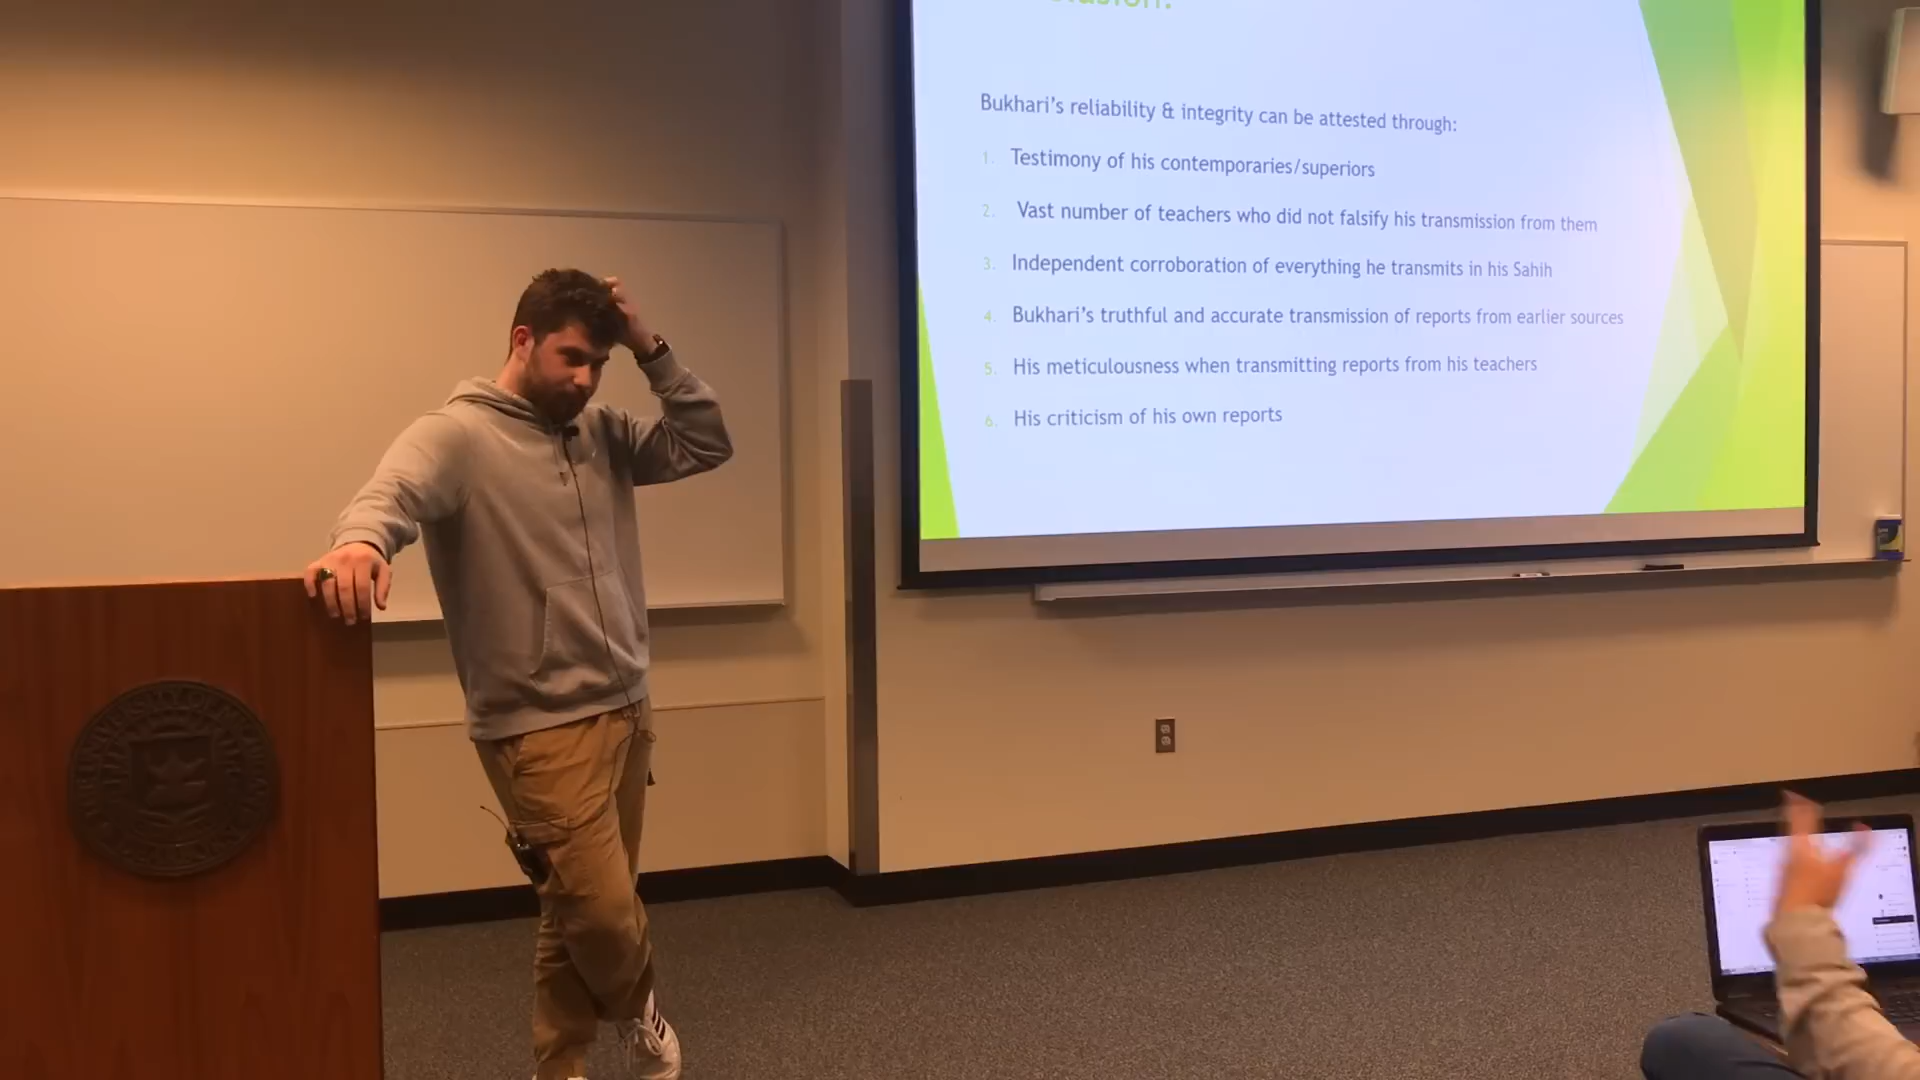 Bukhari's reliability & integrity can be attested through:
1. Testimony of his contemporaries/superiors
2. Vast number of teachers who did not falsify his transmission from them
3. Independent corroboration of everything he transmits in his Sahih
4. Bukhari's truthful and accurate transmission of reports from earlier sources
5. His meticulousness when transmitting reports from his teachers
6. His criticism of his own reports